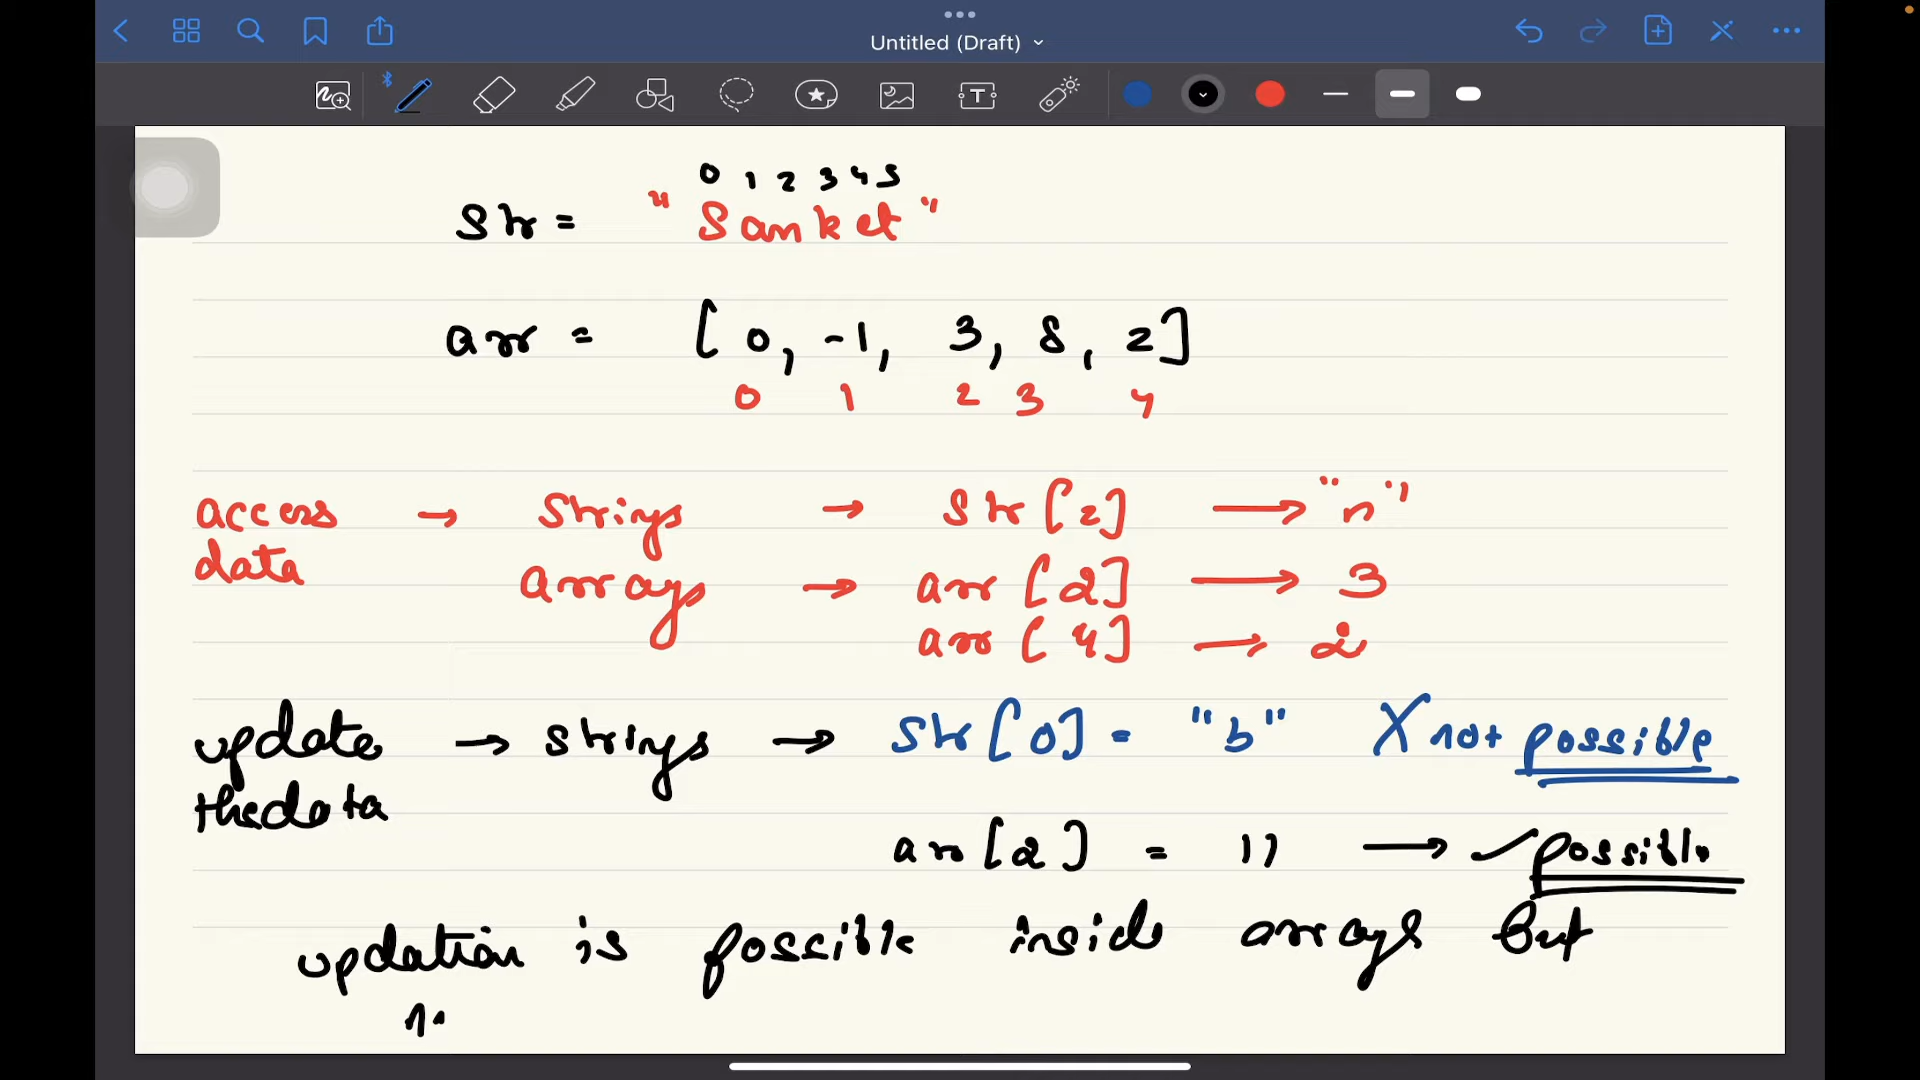 Untitled (Draft)
0 1 2 3 4 5
Str = "Sanket"
arr = [0, -1, 3, 8, 2]
0 1 2 3 4
access data → Strings → Str[2] → "n"
arrays → arr[2] → 3
arr[4] → 2
update the data → strings → Str[0] = "b" X not possible
arr[2] = 11 → ✓ possible
updation is possible inside arrays But